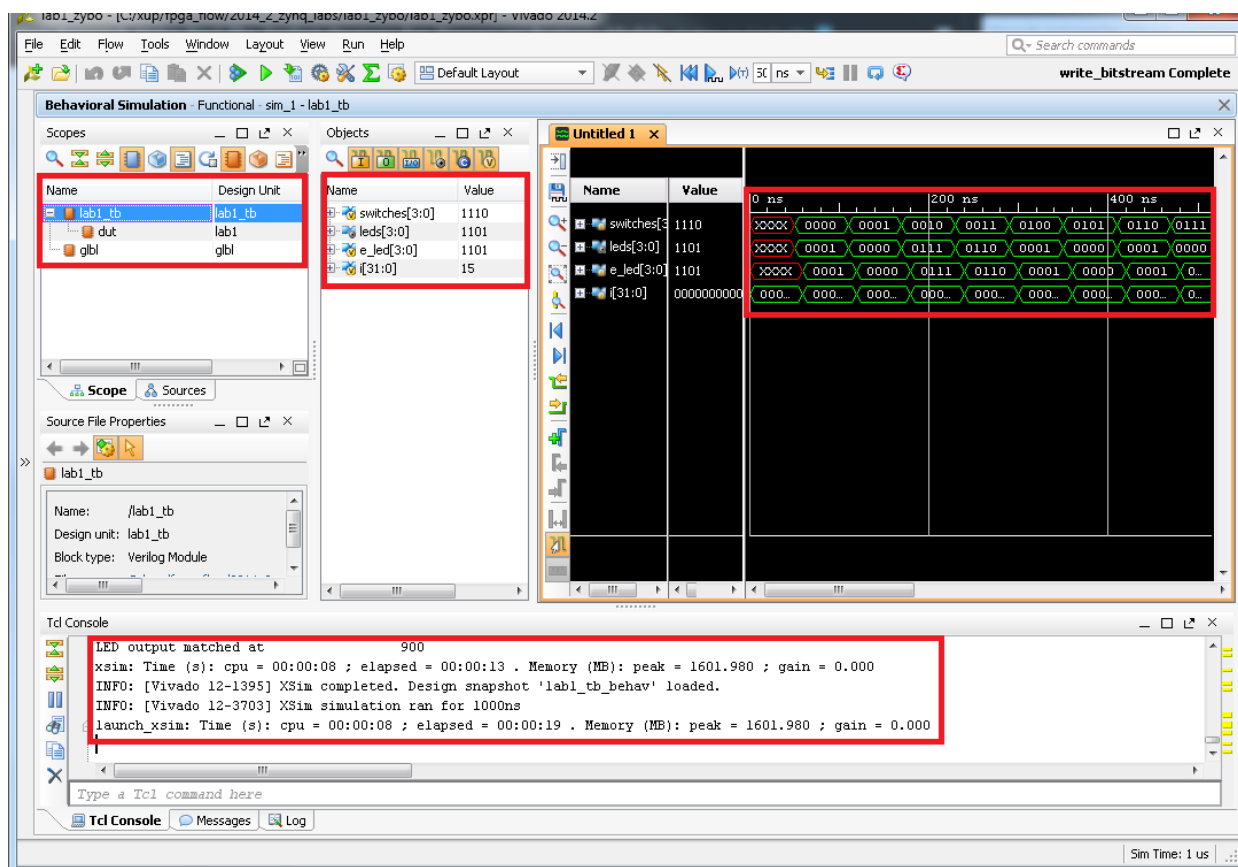 lab1_zybo - [C:/xup/fpga_flow/2014_2_zynq_labs/lab1_zybo/lab1_zybo.xpr] - Vivado 2014.2
File Edit Flow Tools Window Layout View Run Help
Search commands
Default Layout
ns
write_bitstream Complete
Behavioral Simulation - Functional - sim_1 - lab1_tb
Scopes
Name Design Unit
lab1_tb lab1_tb
dut lab1
glbl glbl
Scope Sources
Objects
Name Value
switches[3:0] 1110
leds[3:0] 1101
e_led[3:0] 1101
i[31:0] 15
Untitled 1
Name Value
0 ns 200 ns 400 ns
switches[3 1110 XXXX 0000 0001 0010 0011 0100 0101 0110 0111
leds[3:0] 1101 XXXX 0001 0000 0111 0110 0001 0000 0001 0000
e_led[3:0] 1101 XXXX 0001 0000 0111 0110 0001 0000 0001 0...
i[31:0] 0000000000 000... 000... 000... 000... 000... 000... 000... 000... 0...
Source File Properties
lab1_tb
Name: /lab1_tb
Design unit: lab1_tb
Block type: Verilog Module
Tcl Console
LED output matched at 900
xsim: Time (s): cpu = 00:00:08 ; elapsed = 00:00:13 . Memory (MB): peak = 1601.980 ; gain = 0.000
INFO: [Vivado 12-1395] XSim completed. Design snapshot 'lab1_tb_behav' loaded.
INFO: [Vivado 12-3703] XSim simulation ran for 1000ns
launch_xsim: Time (s): cpu = 00:00:08 ; elapsed = 00:00:19 . Memory (MB): peak = 1601.980 ; gain = 0.000
Type a Tcl command here
Tcl Console Messages Log
Sim Time: 1 us